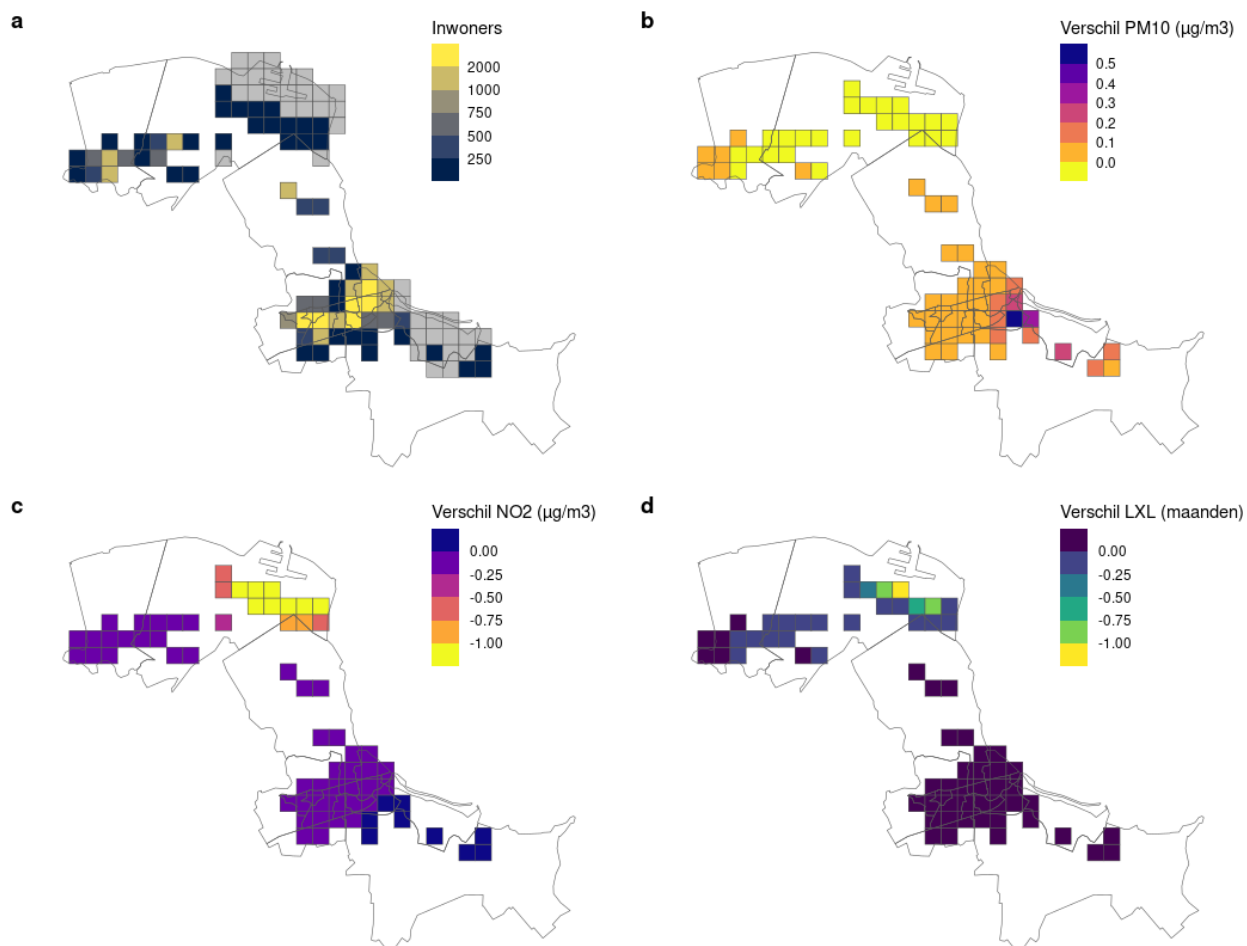 a
Inwoners
2000
1000
750
500
250
b
Verschil PM10 (µg/m3)
0.5
0.4
0.3
0.2
0.1
0.0
c
Verschil NO2 (µg/m3)
0.00
-0.25
-0.50
-0.75
-1.00
d
Verschil LXL (maanden)
0.00
-0.25
-0.50
-0.75
-1.00